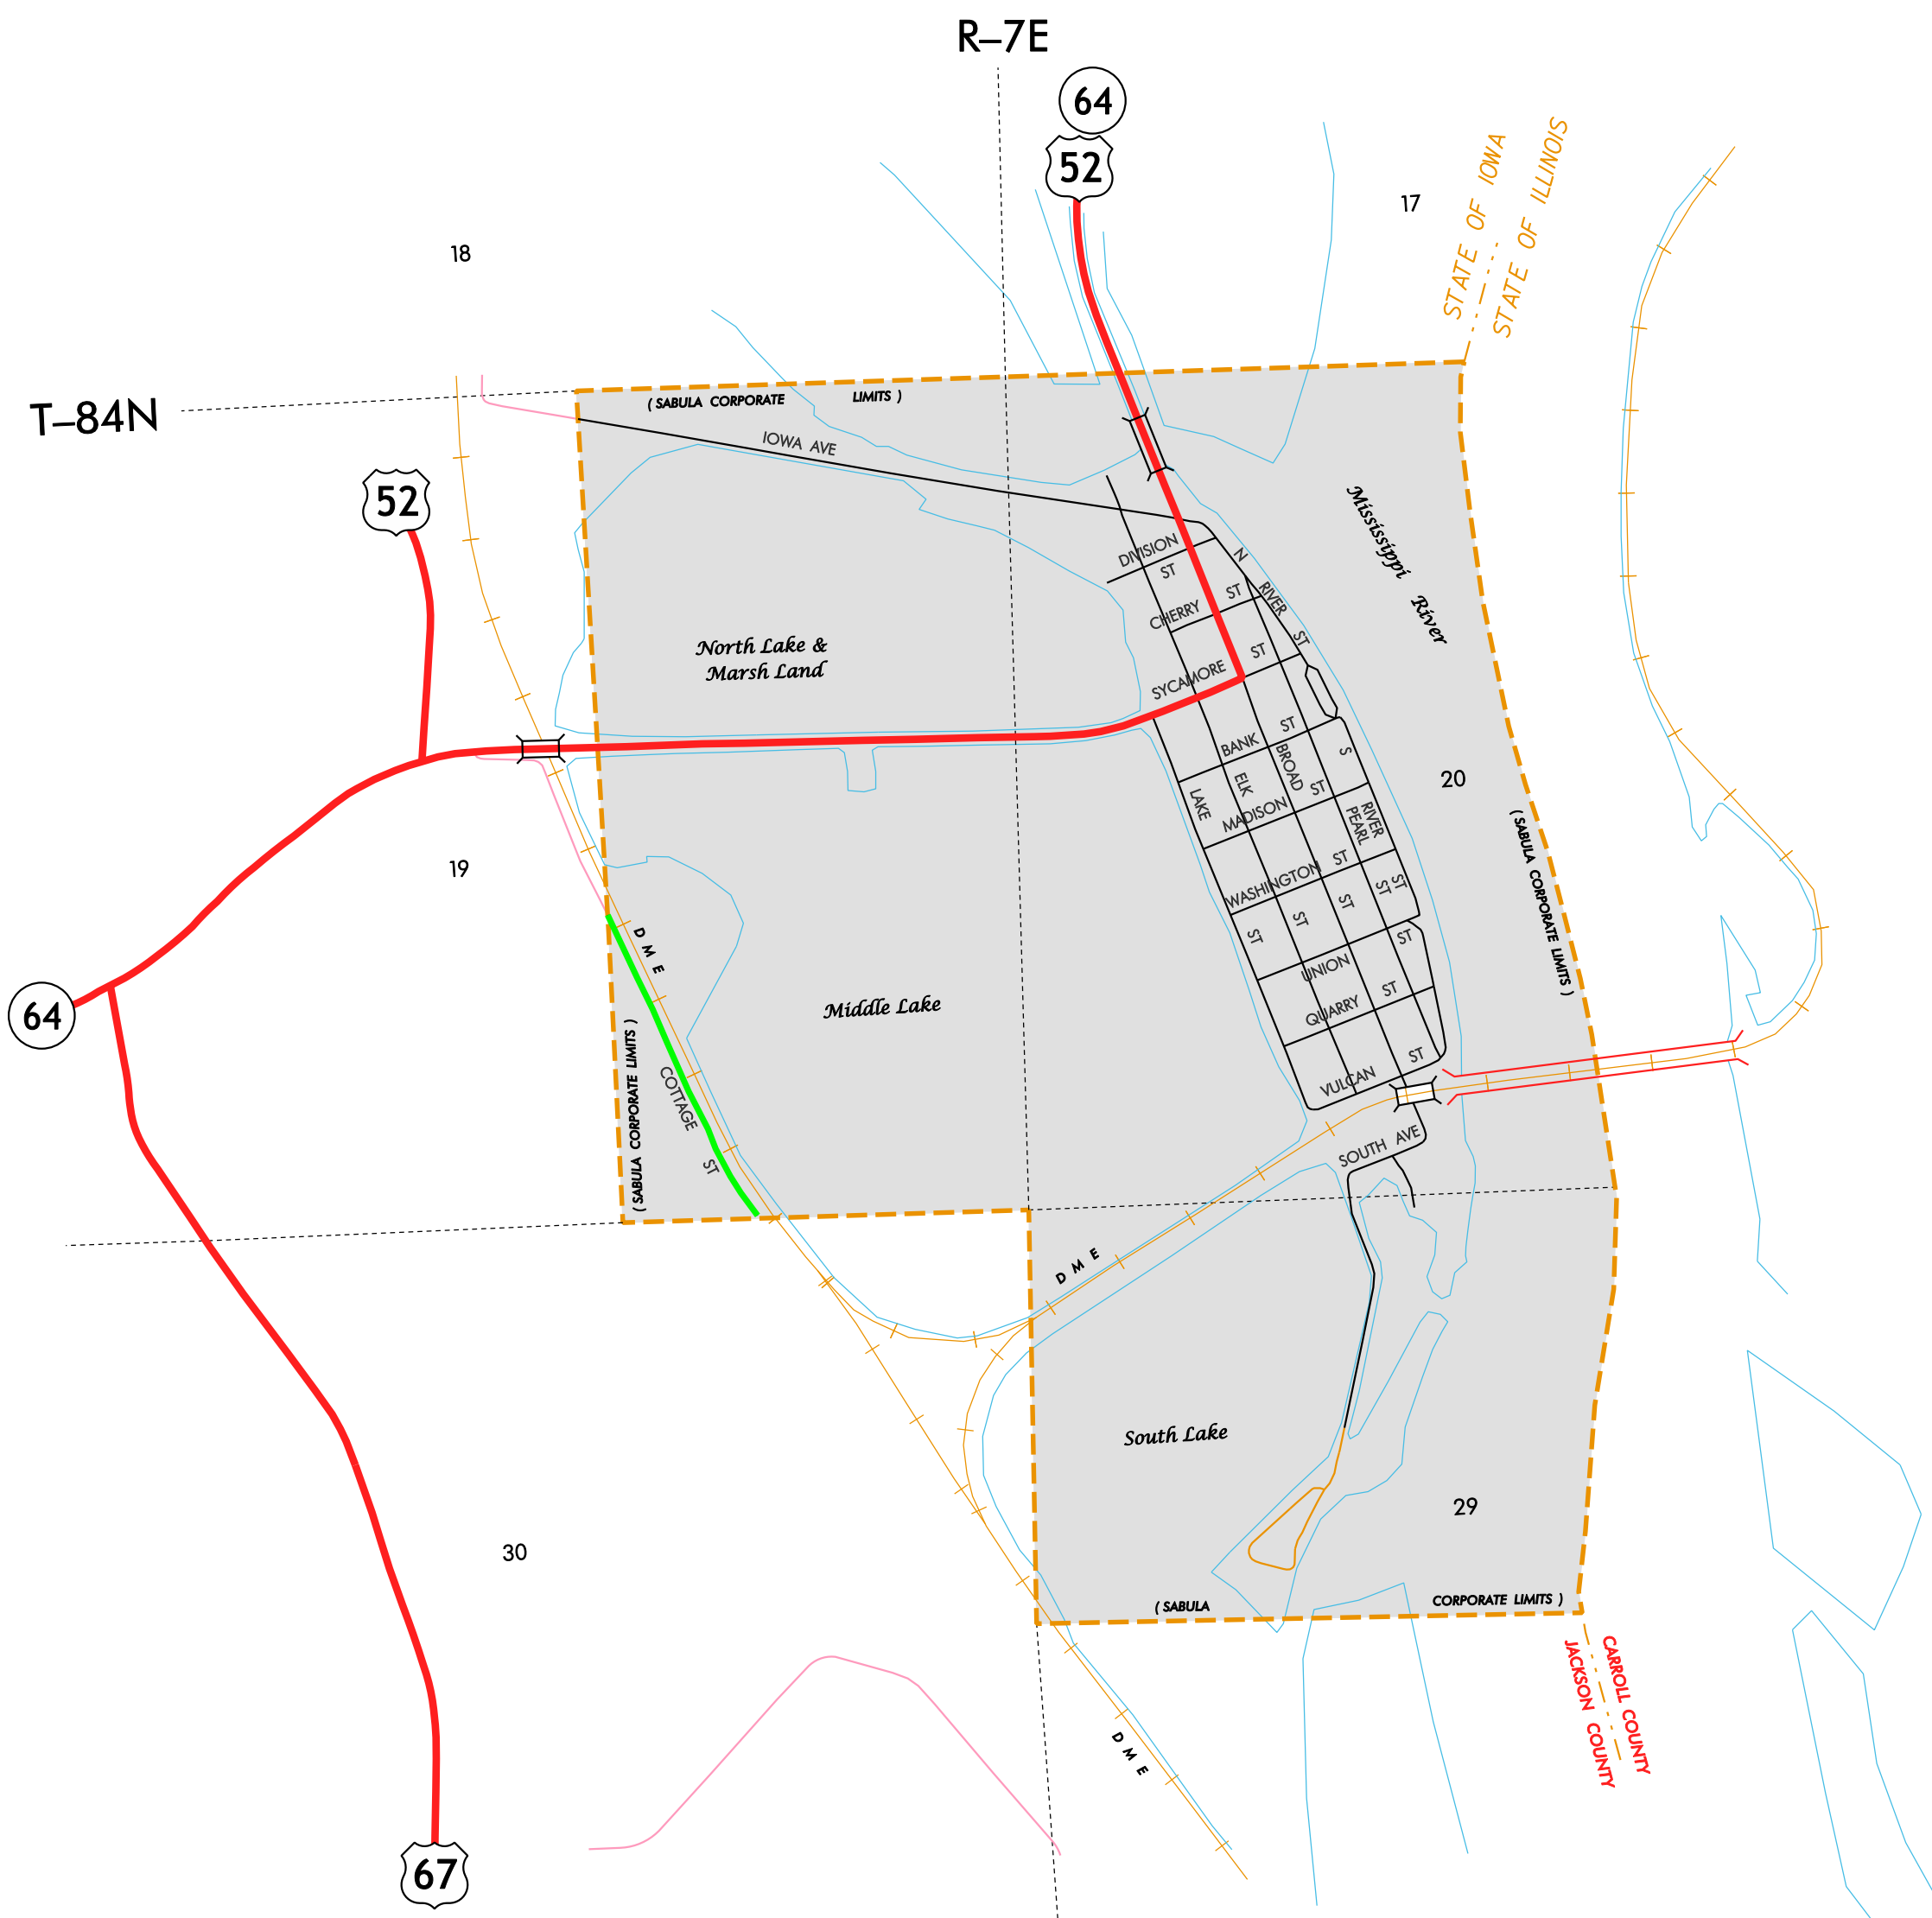 R–7E
64
52
STATE OF IOWA
STATE OF ILLINOIS
17
18
T–84N
( SABULA CORPORATE LIMITS )
IOWA AVE
52
Mississippi River
DIVISION ST
N RIVER ST
CHERRY ST
North Lake &
Marsh Land
SYCAMORE ST
BANK ST
S RIVER ST
20
ELK ST
BROAD ST
LAKE ST
MADISON ST
PEARL ST
( SABULA CORPORATE LIMITS )
19
WASHINGTON ST
D M E
UNION ST
Middle Lake
QUARRY ST
64
( SABULA CORPORATE LIMITS )
COTTAGE ST
VULCAN ST
SOUTH AVE
D M E
South Lake
29
30
( SABULA CORPORATE LIMITS )
CARROLL COUNTY
JACKSON COUNTY
D M E
67